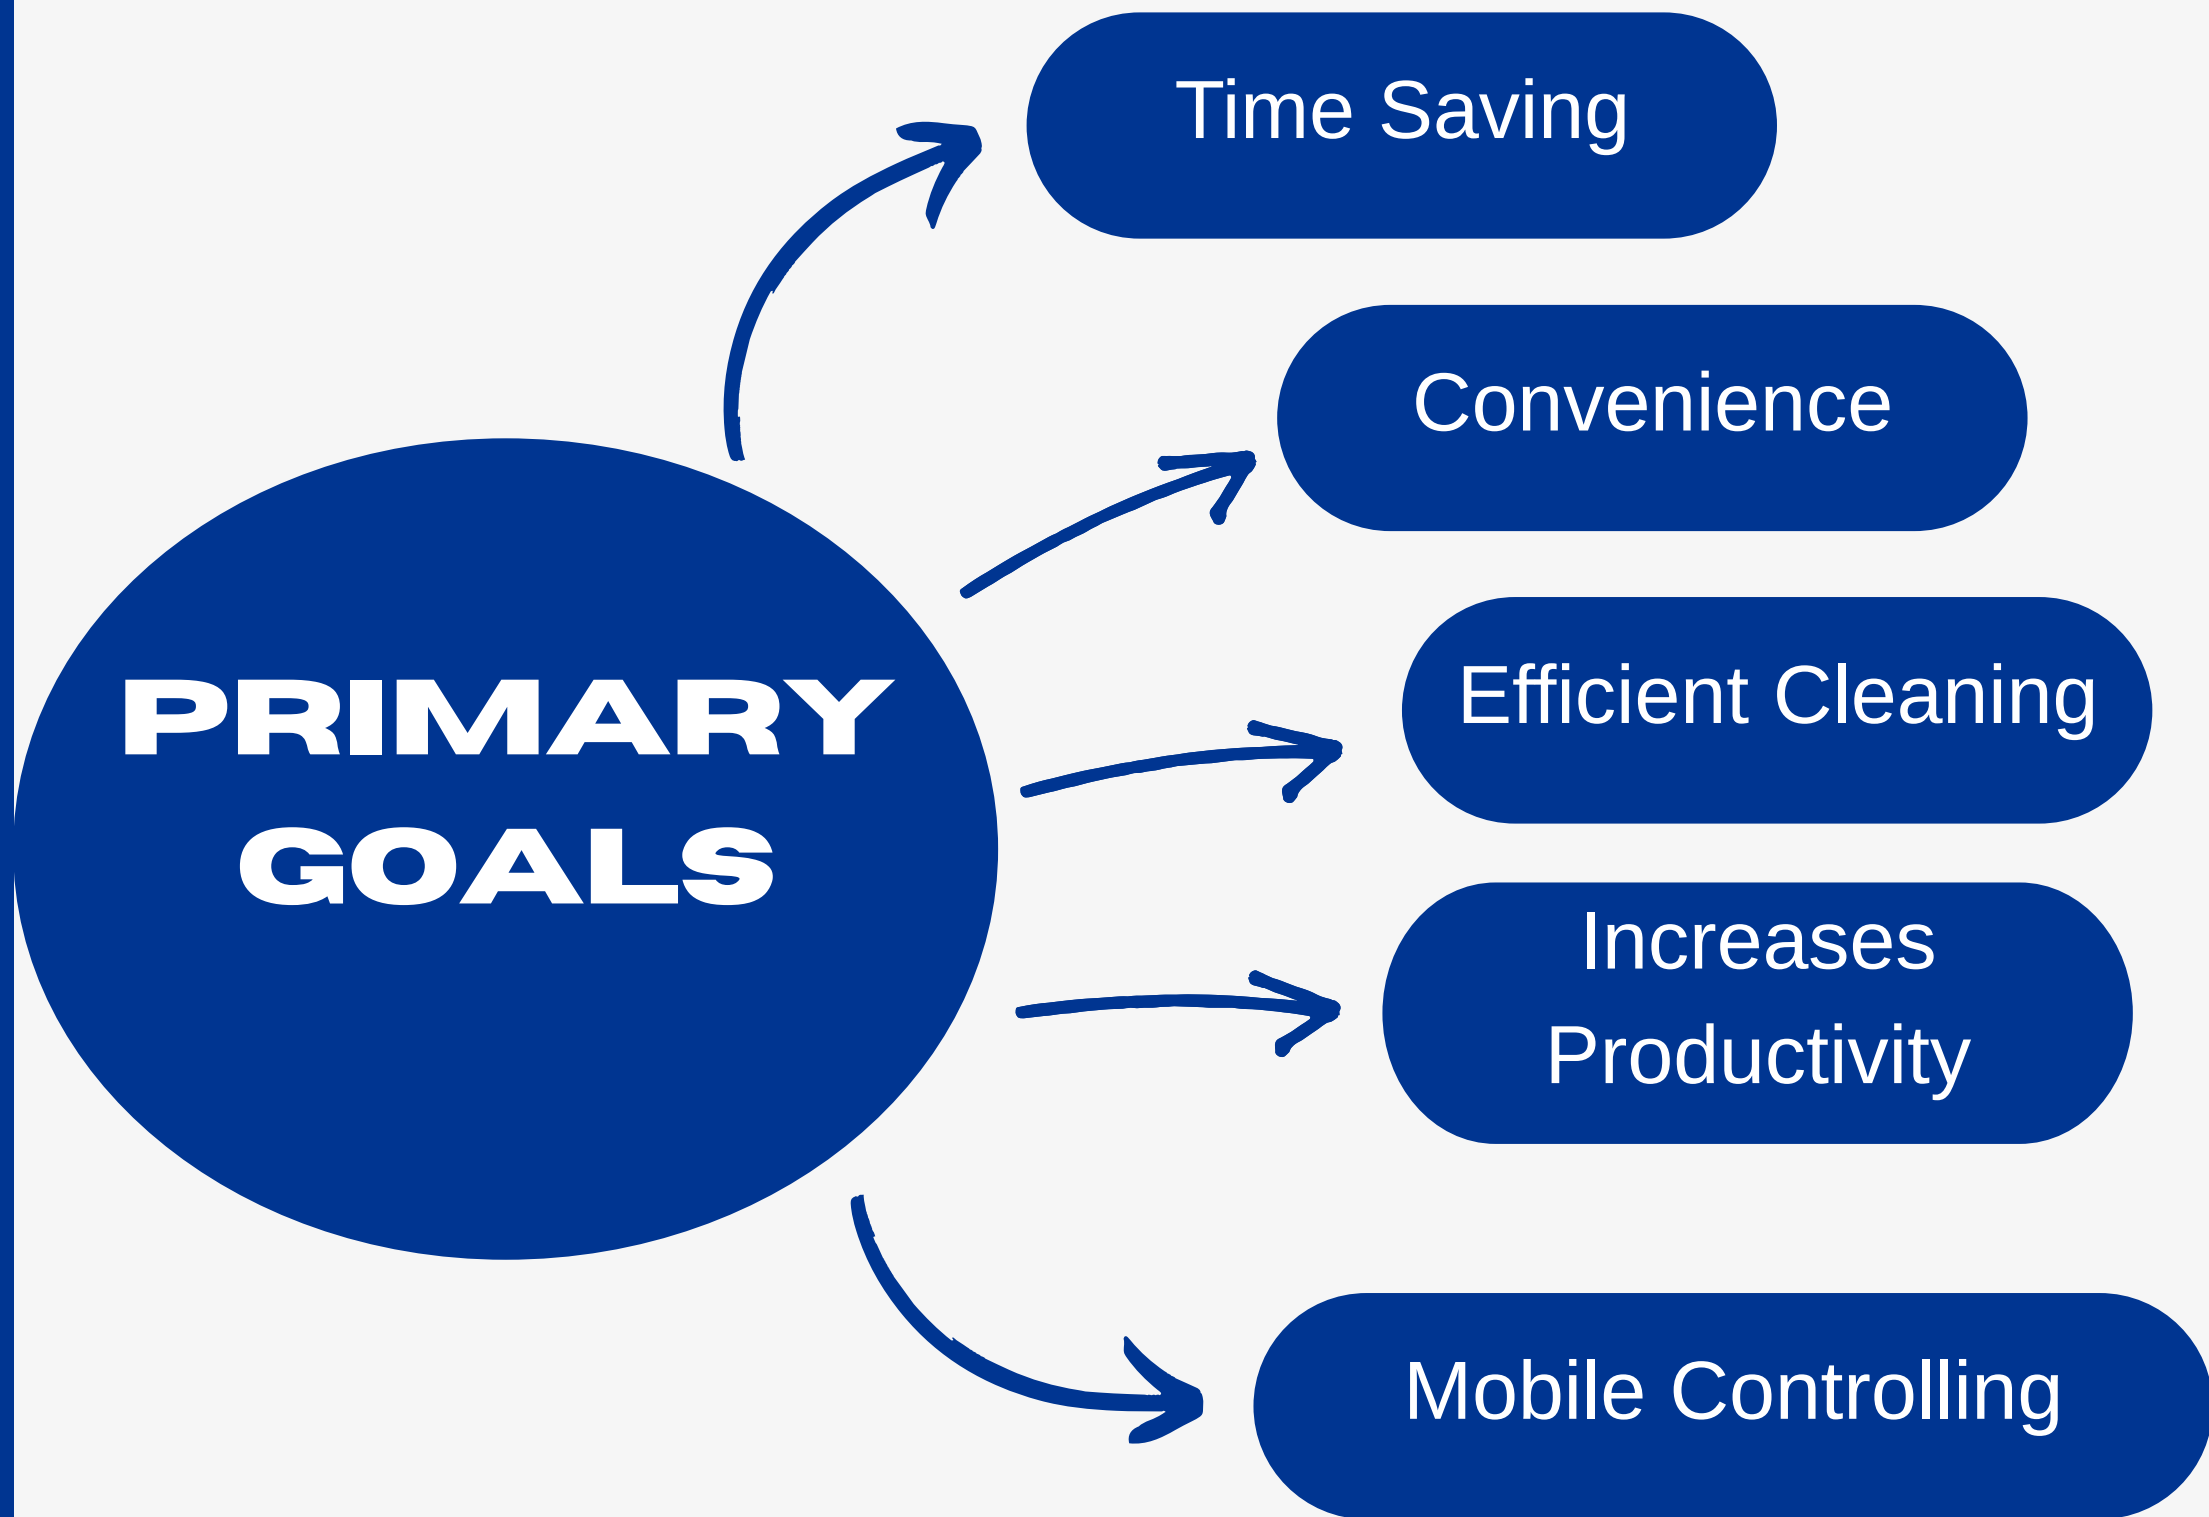 Time Saving
Convenience
PRIMARY
GOALS
Efficient Cleaning
Increases
Productivity
Mobile Controlling